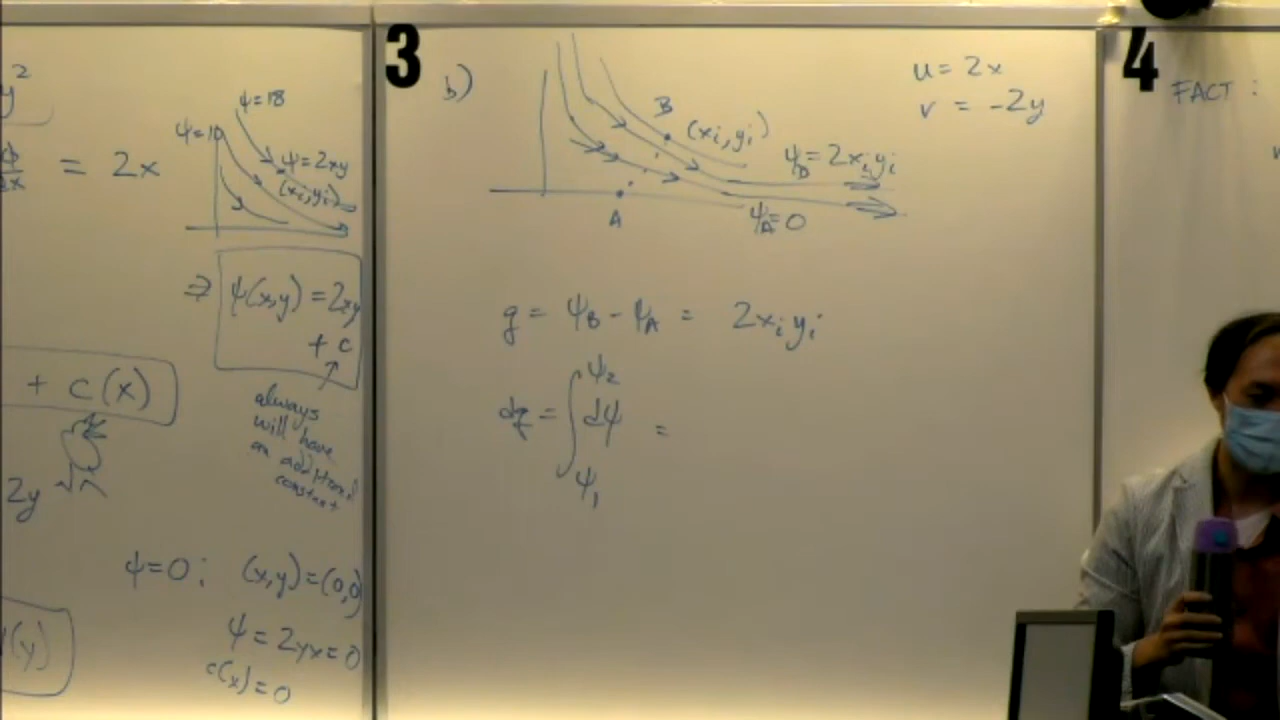 y²
= 2x
ψ=18
ψ=10
ψ=2xy
(xᵢ,yᵢ)
⇒ ψ(x,y) = 2xy
+ c
always
will have
an additional
constant
+ c(x)
2y
ψ=0; (x,y)=(0,0)
ψ = 2yx=0
c(x)=0
(y)
3
b)
B
(xᵢ,yᵢ)
A
ψ_B=2xᵢyᵢ
ψ_A=0
u = 2x
v = -2y
q = ψ_B - ψ_A = 2xᵢyᵢ
dq = ∫_{ψ₁}^{ψ₂} dψ =
4
FACT :